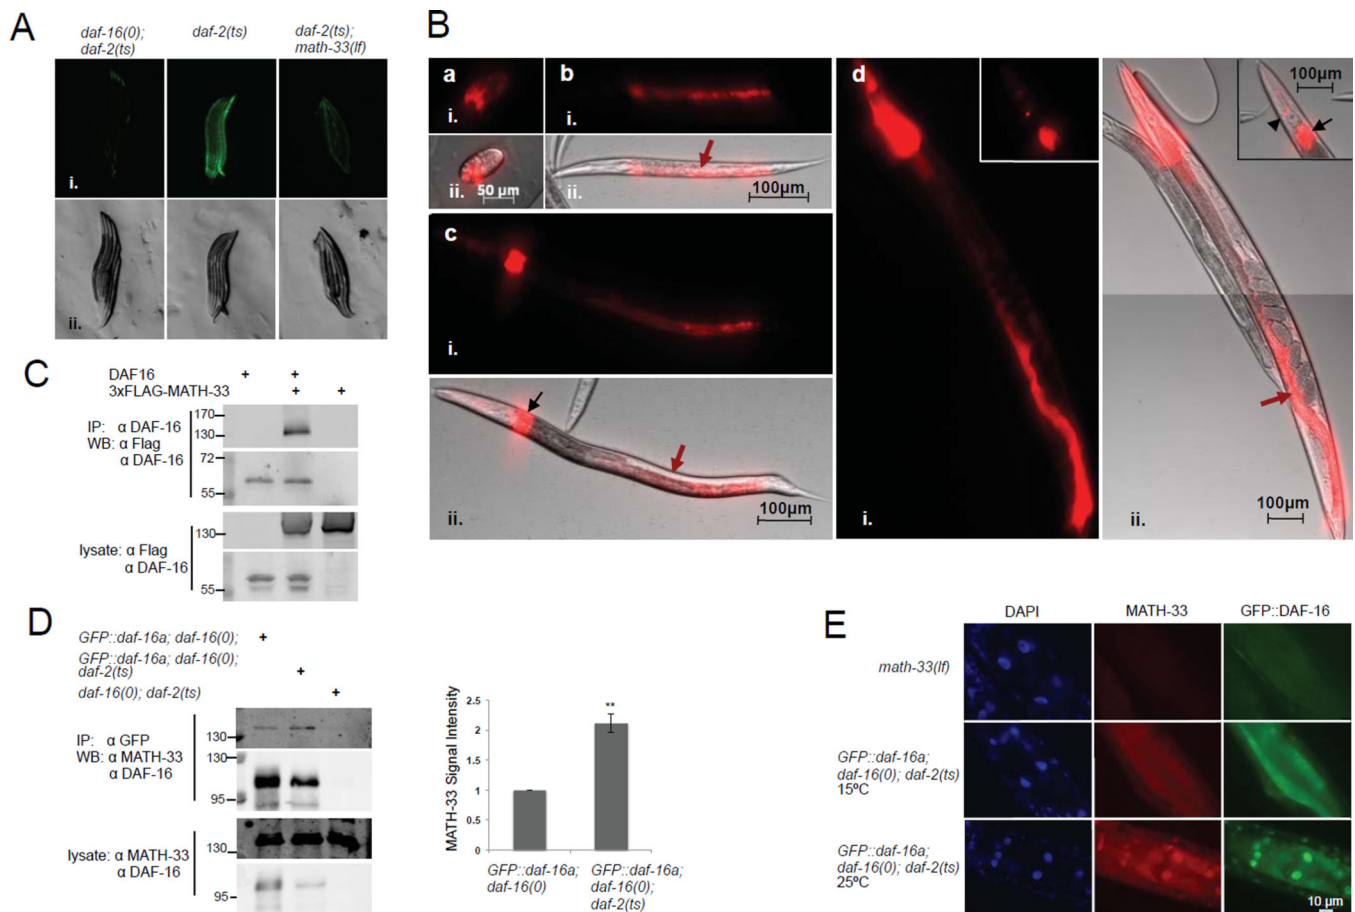 A
daf-16(0);
daf-2(ts)
daf-2(ts)
daf-2(ts);
math-33(lf)
i.
ii.
B
a
i.
ii.
50 µm
b
i.
ii.
100µm
c
i.
ii.
100µm
d
i.
100µm
ii.
100µm
C
DAF16 + +
3xFLAG-MATH-33 + +
IP: α DAF-16
WB: α Flag
α DAF-16
170
130
72
55
lysate: α Flag
α DAF-16
130
55
D
GFP::daf-16a; daf-16(0); +
GFP::daf-16a; daf-16(0);
daf-2(ts) +
daf-16(0); daf-2(ts) +
IP: α GFP
WB: α MATH-33
α DAF-16
130
130
95
lysate: α MATH-33
α DAF-16
130
95
MATH-33 Signal Intensity
2.5
2
1.5
1
0.5
0
**
GFP::daf-16a;
daf-16(0)
GFP::daf-16a;
daf-16(0);
daf-2(ts)
E
DAPI MATH-33 GFP::DAF-16
math-33(lf)
GFP::daf-16a;
daf-16(0); daf-2(ts)
15ºC
GFP::daf-16a;
daf-16(0); daf-2(ts)
25ºC
10 µm